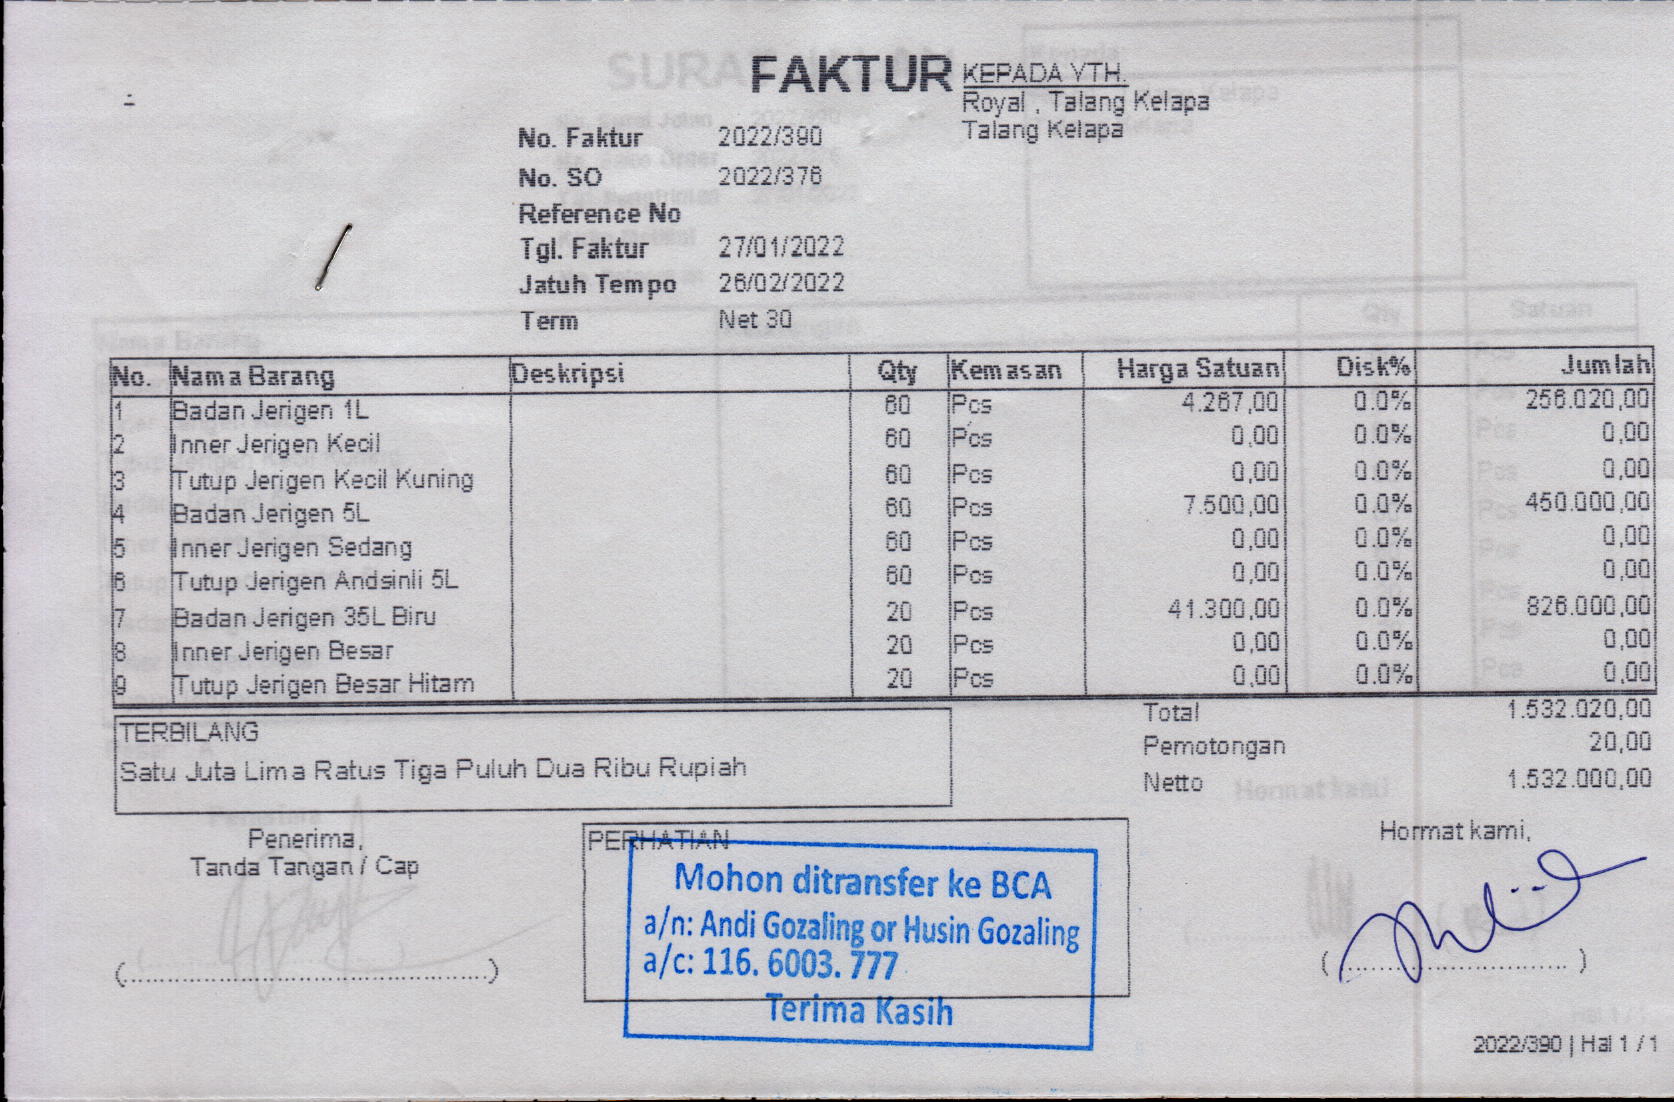 FAKTUR
KEPADA YTH.
Royal , Talang Kelapa
Talang Kelapa
No. Faktur 2022/390
No. SO 2022/376
Reference No
Tgl. Faktur 27/01/2022
Jatuh Tempo 26/02/2022
Term Net 30
No. Nama Barang Deskripsi Qty Kemasan Harga Satuan Disk% Jumlah
1 Badan Jerigen 1L 60 Pcs 4.267,00 0.0% 256.020,00
2 Inner Jerigen Kecil 60 Pcs 0,00 0.0% 0,00
3 Tutup Jerigen Kecil Kuning 60 Pcs 0,00 0.0% 0,00
4 Badan Jerigen 5L 60 Pcs 7.500,00 0.0% 450.000,00
5 Inner Jerigen Sedang 60 Pcs 0,00 0.0% 0,00
6 Tutup Jerigen Andsinli 5L 60 Pcs 0,00 0.0% 0,00
7 Badan Jerigen 35L Biru 20 Pcs 41.300,00 0.0% 826.000,00
8 Inner Jerigen Besar 20 Pcs 0,00 0.0% 0,00
9 Tutup Jerigen Besar Hitam 20 Pcs 0,00 0.0% 0,00
Total 1.532.020,00
Pemotongan 20,00
Netto 1.532.000,00
TERBILANG
Satu Juta Lima Ratus Tiga Puluh Dua Ribu Rupiah
Penerima,
Tanda Tangan / Cap
(..................................................)
PERHATIAN
Mohon ditransfer ke BCA
a/n: Andi Gozaling or Husin Gozaling
a/c: 116. 6003. 777
Terima Kasih
Hormat kami,
( ............................... )
2022/390 | Hal 1 / 1